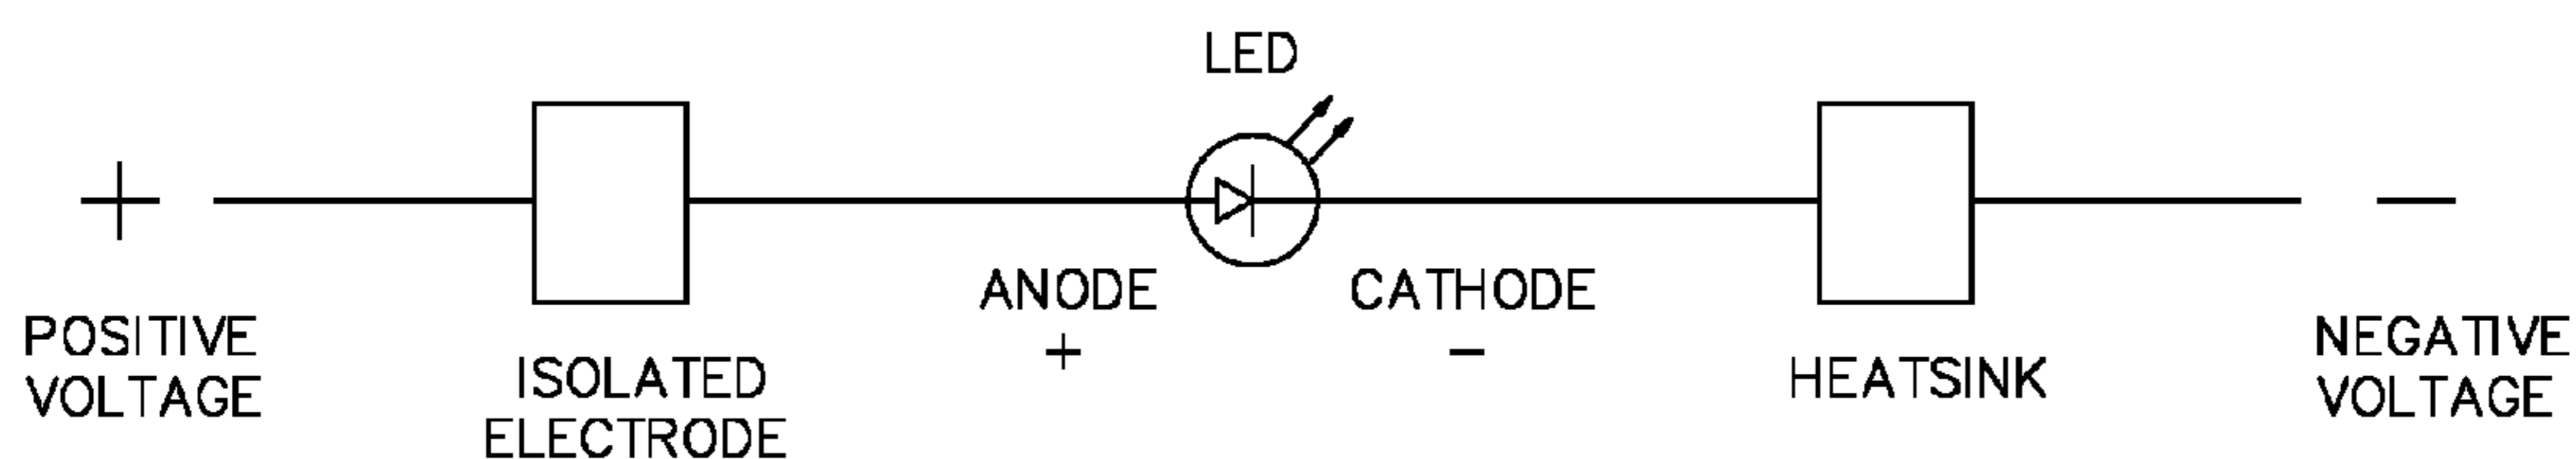 LED
+
-
ANODE
CATHODE
POSITIVE
VOLTAGE
+
-
ISOLATED
ELECTRODE
HEATSINK
NEGATIVE
VOLTAGE